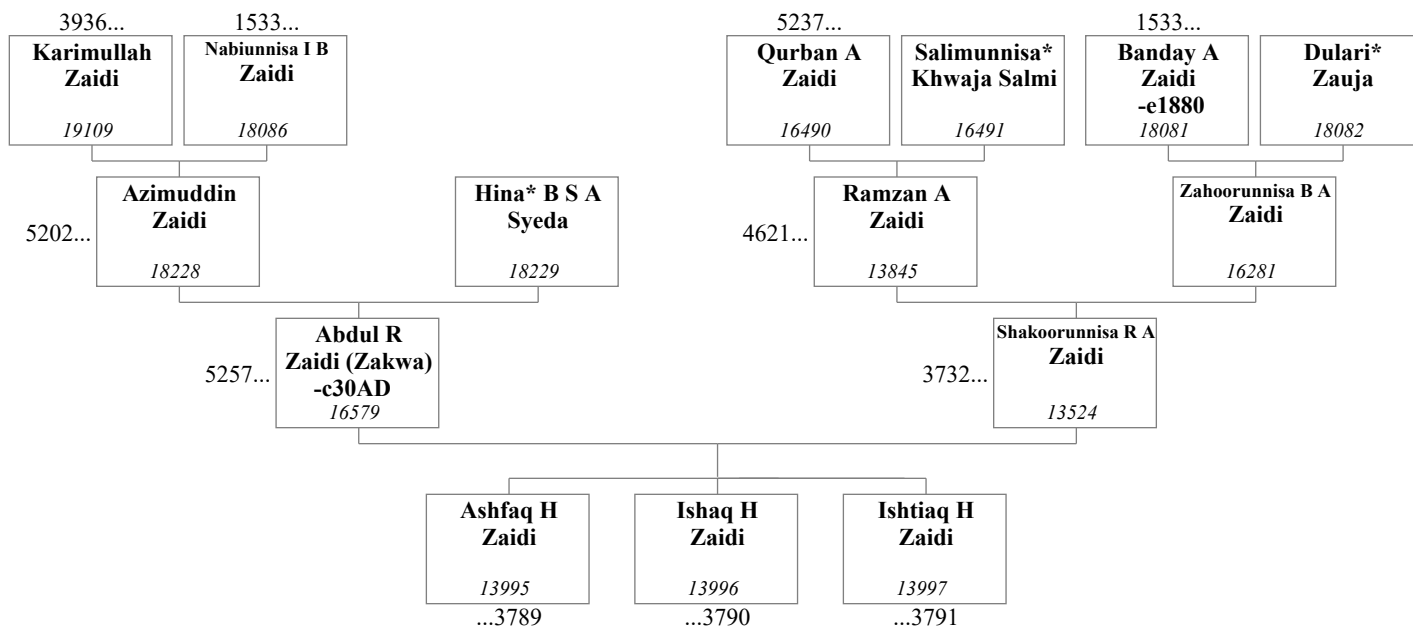 3936...
1533...
5237...
1533...
Karimullah
Zaidi
19109
Nabiunnisa I B
Zaidi
18086
Qurban A
Zaidi
16490
Salimunnisa*
Khwaja Salmi
16491
Banday A
Zaidi
-e1880
18081
Dulari*
Zauja
18082
5202...
Azimuddin
Zaidi
18228
Hina* B S A
Syeda
18229
4621...
Ramzan A
Zaidi
13845
Zahoorunnisa B A
Zaidi
16281
5257...
Abdul R
Zaidi (Zakwa)
-c30AD
16579
3732...
Shakoorunnisa R A
Zaidi
13524
Ashfaq H
Zaidi
13995
...3789
Ishaq H
Zaidi
13996
...3790
Ishtiaq H
Zaidi
13997
...3791